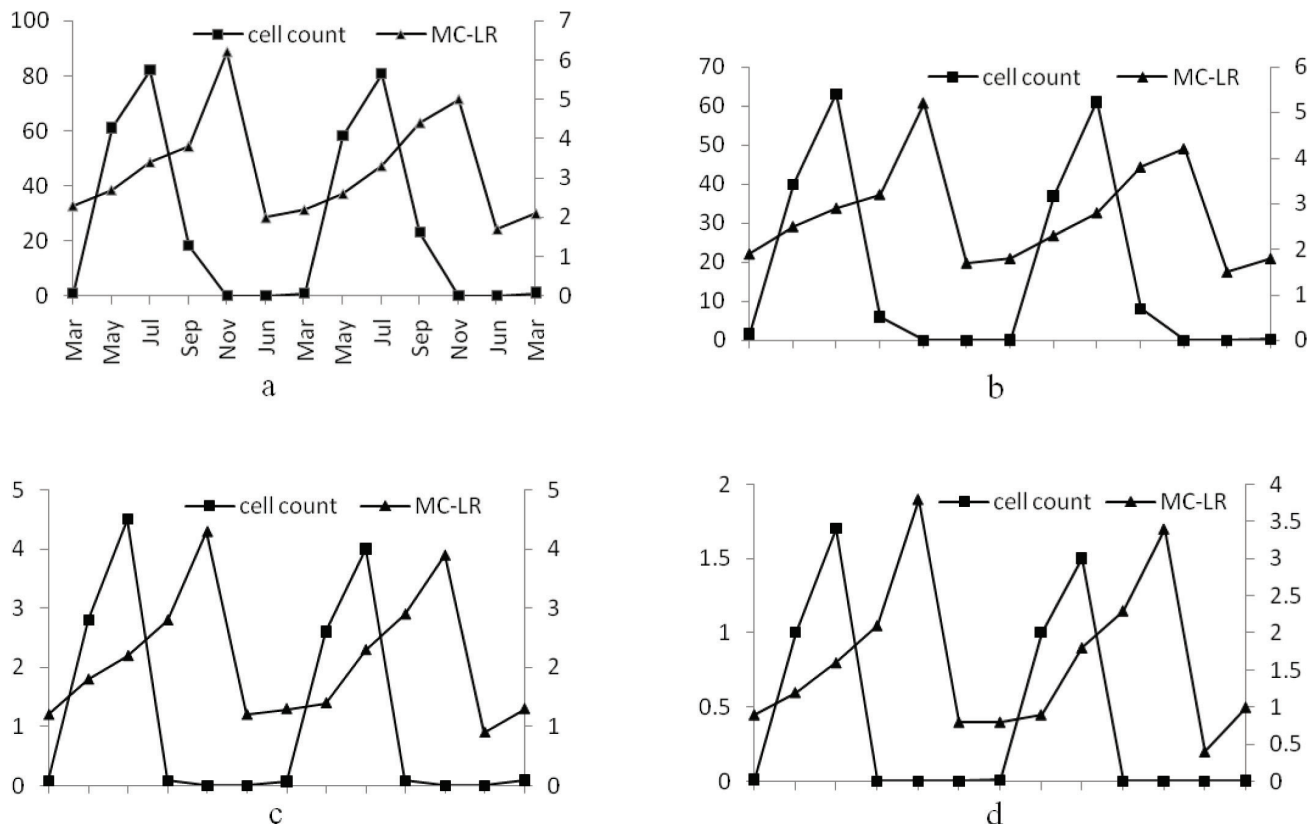 cell count MC-LR
100 80 60 40 20 0
7 6 5 4 3 2 1 0
Mar May Jul Sep Nov Jun Mar May Jul Sep Nov Jun Mar
a
cell count MC-LR
70 60 50 40 30 20 10 0
6 5 4 3 2 1 0
b
cell count MC-LR
5 4 3 2 1 0
5 4 3 2 1 0
c
cell count MC-LR
2 1.5 1 0.5 0
4 3.5 3 2.5 2 1.5 1 0.5 0
d